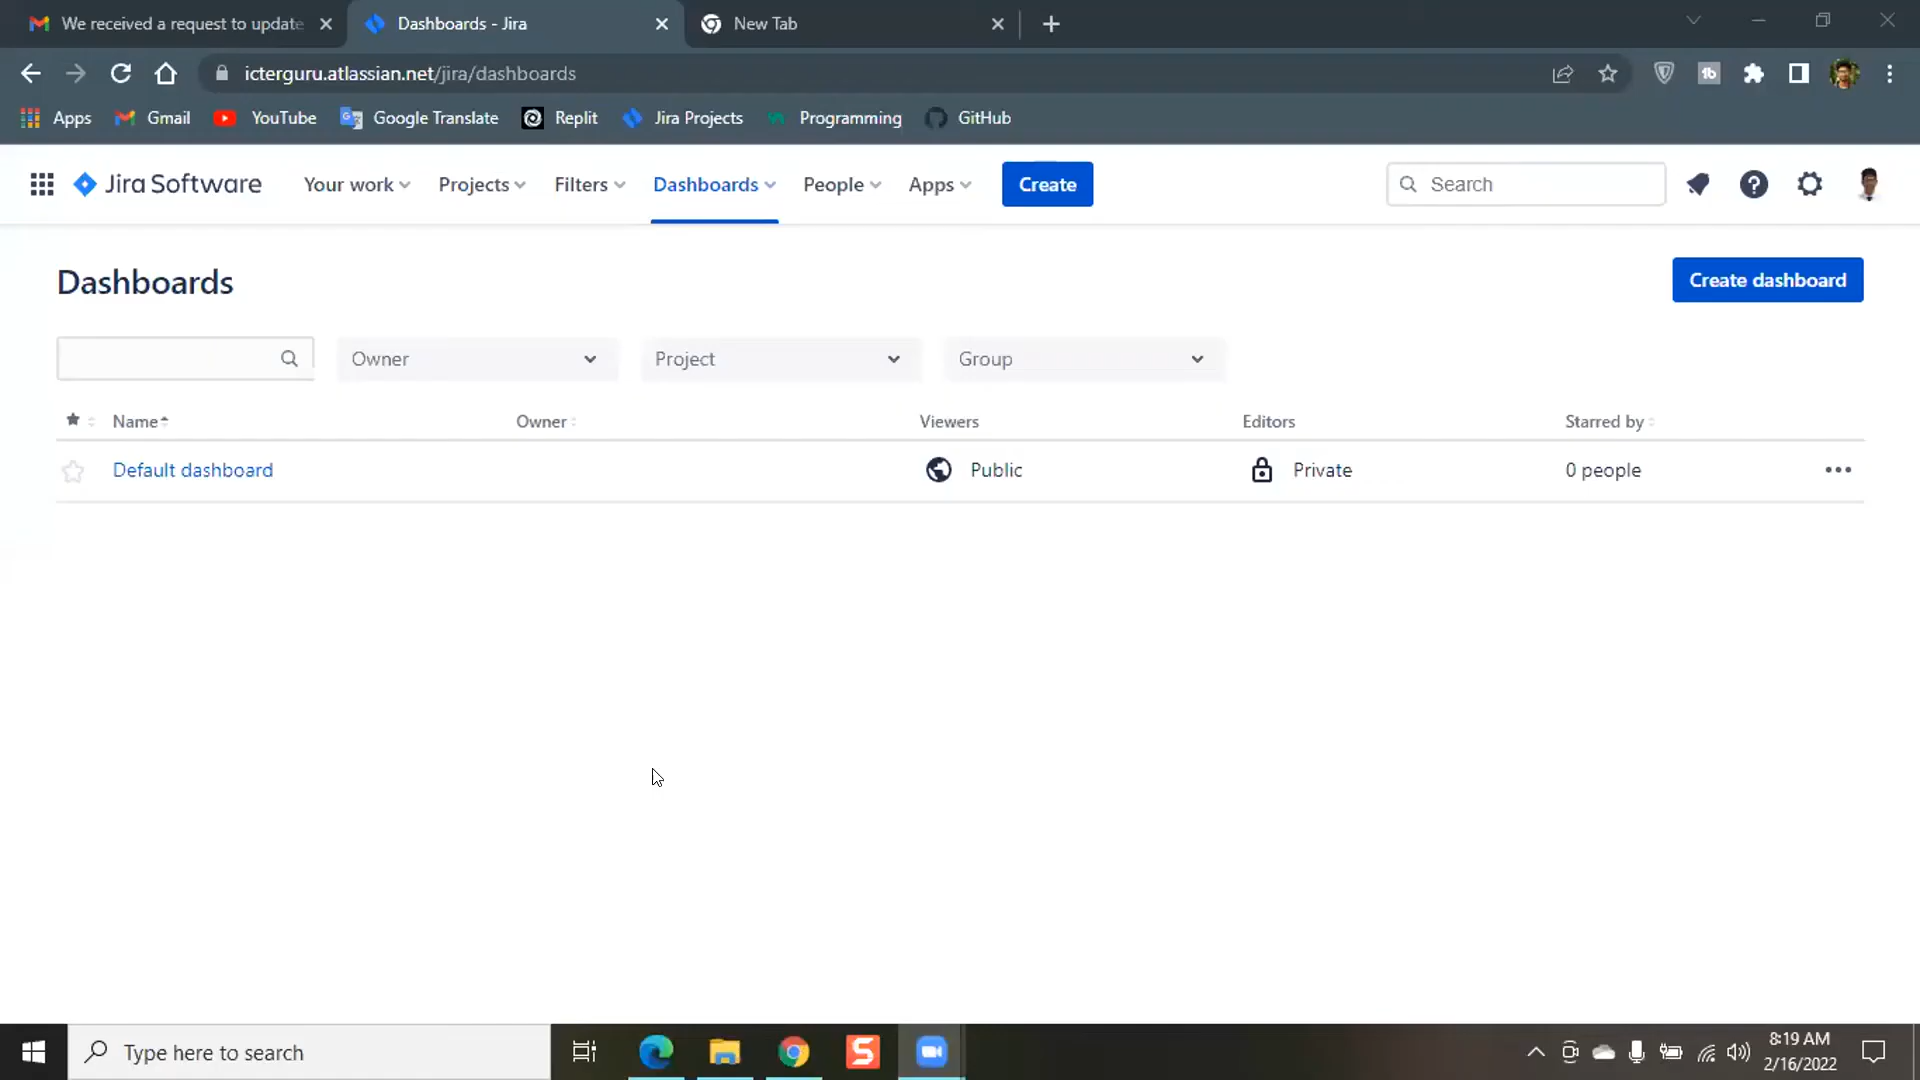 We received a request to update
Dashboards - Jira
New Tab
icterguru.atlassian.net/jira/dashboards
tb
Apps
Gmail
YouTube
Google Translate
Replit
Jira Projects
Programming
GitHub
Jira Software
Your work
Projects
Filters
Dashboards
People
Apps
Create
Search
Dashboards
Create dashboard
Owner
Project
Group
Name
Owner
Viewers
Editors
Starred by
Default dashboard
Public
Private
0 people
Type here to search
8:19 AM
2/16/2022